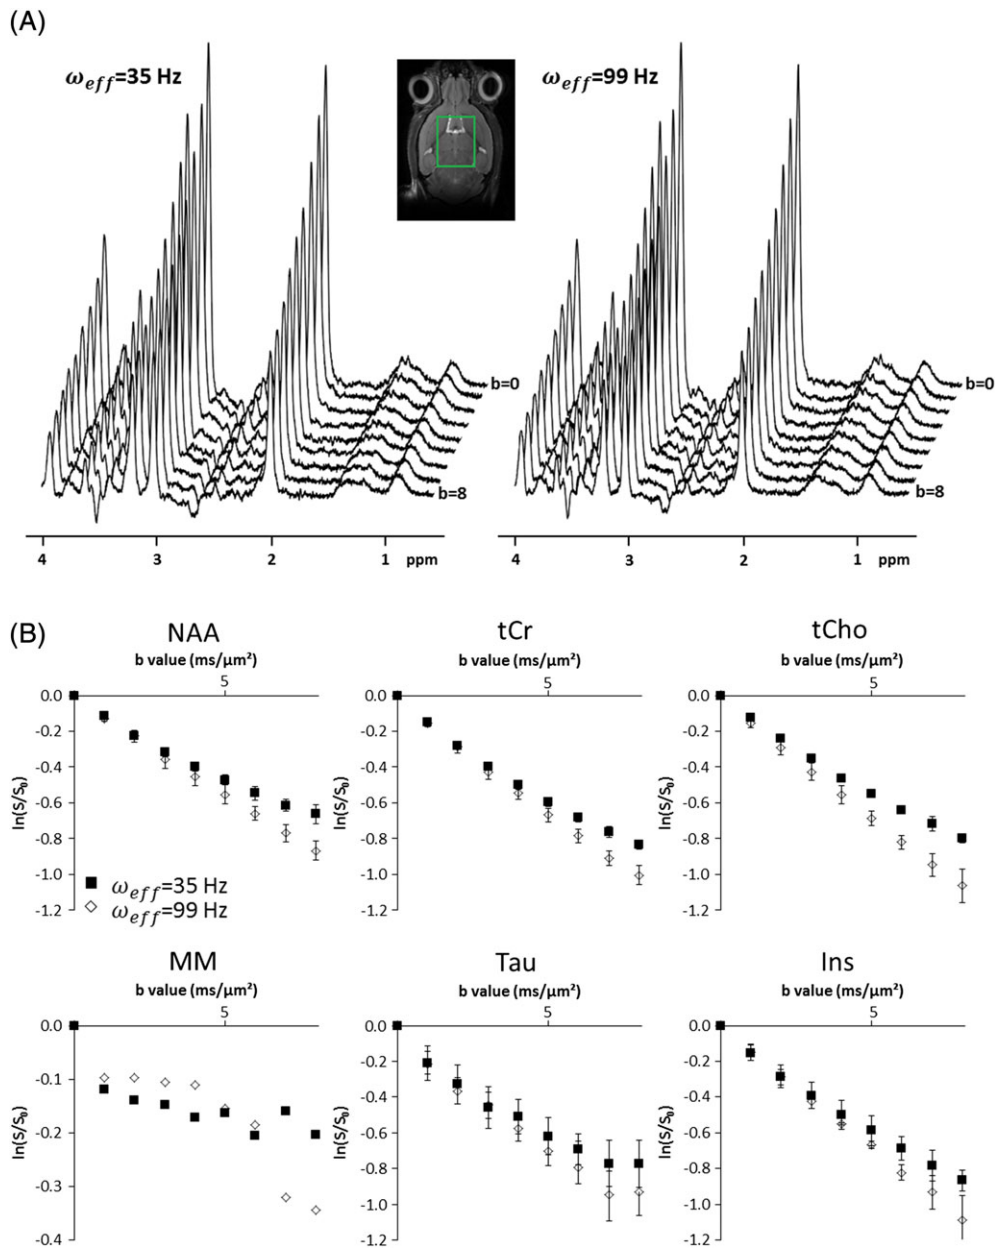 (A)
ω_eff=35 Hz
ω_eff=99 Hz
b=0
b=0
b=8
b=8
4 3 2 1 ppm
4 3 2 1 ppm
(B)
NAA tCr tCho
b value (ms/µm²) b value (ms/µm²) b value (ms/µm²)
5 5 5
0.0 0.0 0.0
-0.2 -0.2 -0.2
-0.4 -0.4 -0.4
ln(S/S₀) ln(S/S₀) ln(S/S₀)
-0.6 -0.6 -0.6
-0.8 -0.8 -0.8
-1.0 -1.0 -1.0
-1.2 -1.2 -1.2
ω_eff=35 Hz
ω_eff=99 Hz
MM Tau Ins
b value (ms/µm²) b value (ms/µm²) b value (ms/µm²)
5 5 5
0.0 0.0 0.0
-0.1 -0.2 -0.2
-0.2 -0.4 -0.4
ln(S/S₀) ln(S/S₀) ln(S/S₀)
-0.3 -0.6 -0.6
-0.4 -0.8 -0.8
-1.0 -1.0
-1.2 -1.2